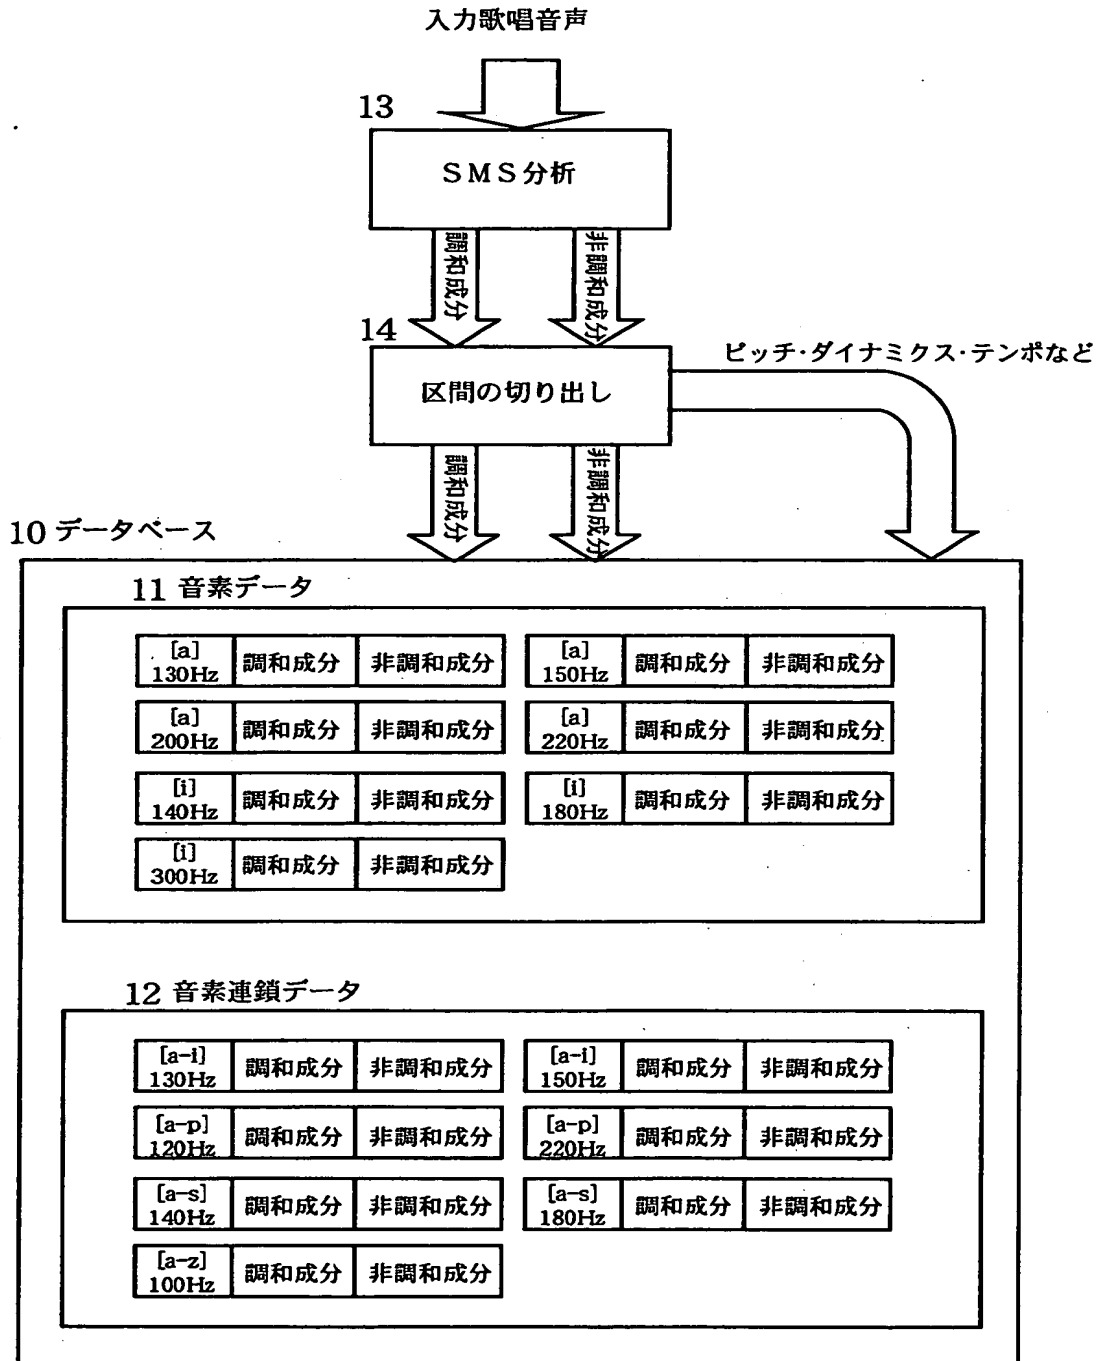 入力歌唱音声
13
SMS分析
調和成分
非調和成分
14
区間の切り出し
ピッチ・ダイナミクス・テンポなど
調和成分
非調和成分
10 データベース
11 音素データ
[a] 130Hz 調和成分 非調和成分
[a] 150Hz 調和成分 非調和成分
[a] 200Hz 調和成分 非調和成分
[a] 220Hz 調和成分 非調和成分
[i] 140Hz 調和成分 非調和成分
[i] 180Hz 調和成分 非調和成分
[i] 300Hz 調和成分 非調和成分
12 音素連鎖データ
[a-i] 130Hz 調和成分 非調和成分
[a-i] 150Hz 調和成分 非調和成分
[a-p] 120Hz 調和成分 非調和成分
[a-p] 220Hz 調和成分 非調和成分
[a-s] 140Hz 調和成分 非調和成分
[a-s] 180Hz 調和成分 非調和成分
[a-z] 100Hz 調和成分 非調和成分